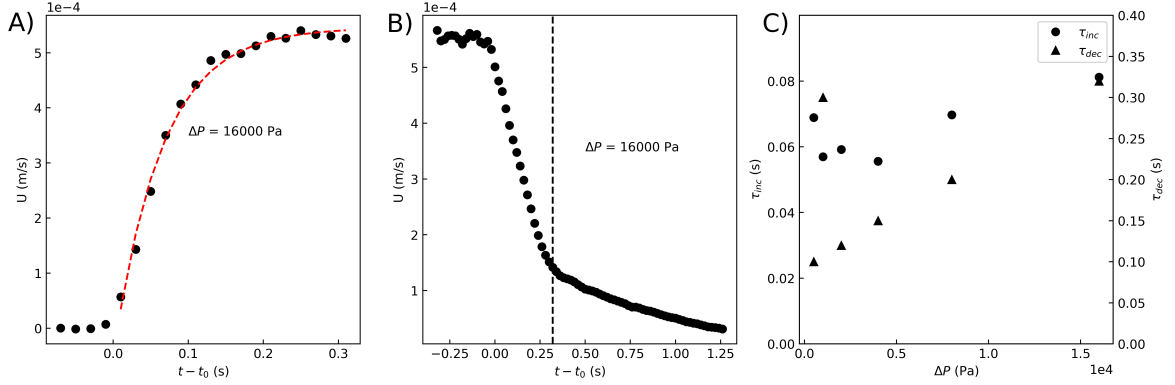 A)
1e−4
5
4
3
2
1
0
U (m/s)
0.0 0.1 0.2 0.3
t − t0 (s)
ΔP = 16000 Pa
B)
1e−4
5
4
3
2
1
U (m/s)
−0.25 0.00 0.25 0.50 0.75 1.00 1.25
t − t0 (s)
ΔP = 16000 Pa
C)
τinc
τdec
0.08
0.06
0.04
0.02
0.00
τinc (s)
0.0 0.5 1.0 1.5
1e4
ΔP (Pa)
0.40
0.35
0.30
0.25
0.20
0.15
0.10
0.05
0.00
τdec (s)